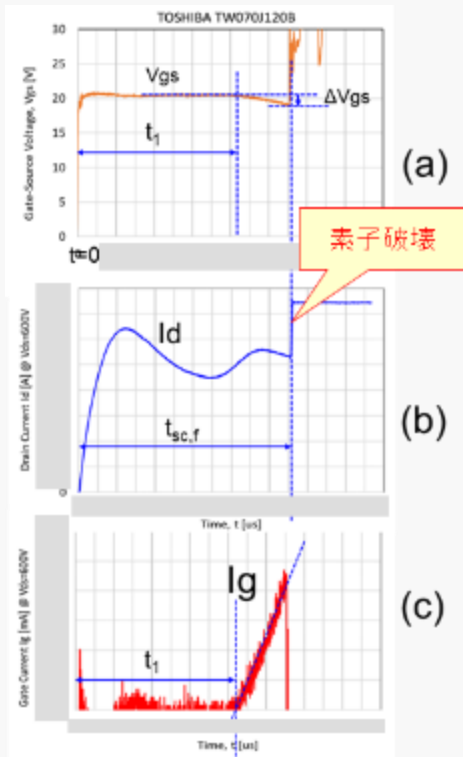 TOSHIBA TW070J120B
30
25
20
15
10
5
0
Gate-Source Voltage, Vgs [V]
Vgs
ΔVgs
t₁
(a)
t=0
素子破壊
Drain Current Id [A] @ Vds=600V
Id
t_sc,f
(b)
0
Time, t [us]
Gate Current Ig [mA] @ Vds=600V
Ig
t₁
(c)
Time, t [us]